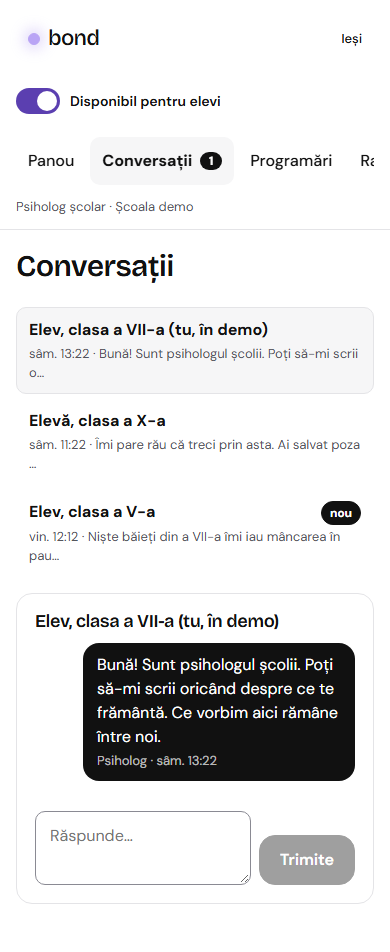 bond
Ieși
Disponibil pentru elevi
Panou
Conversații 1
Programări
Ra
Psiholog școlar · Școala demo
Conversații
Elev, clasa a VII-a (tu, în demo)
sâm. 13:22 · Bună! Sunt psihologul școlii. Poți să-mi scrii
o…
Elevă, clasa a X-a
sâm. 11:22 · Îmi pare rău că treci prin asta. Ai salvat poza
…
Elev, clasa a V-a
nou
vin. 12:12 · Niște băieți din a VII-a îmi iau mâncarea în
pau…
Elev, clasa a VII-a (tu, în demo)
Bună! Sunt psihologul școlii. Poți
să-mi scrii oricând despre ce te
frământă. Ce vorbim aici rămâne
între noi.
Psiholog · sâm. 13:22
Răspunde…
Trimite